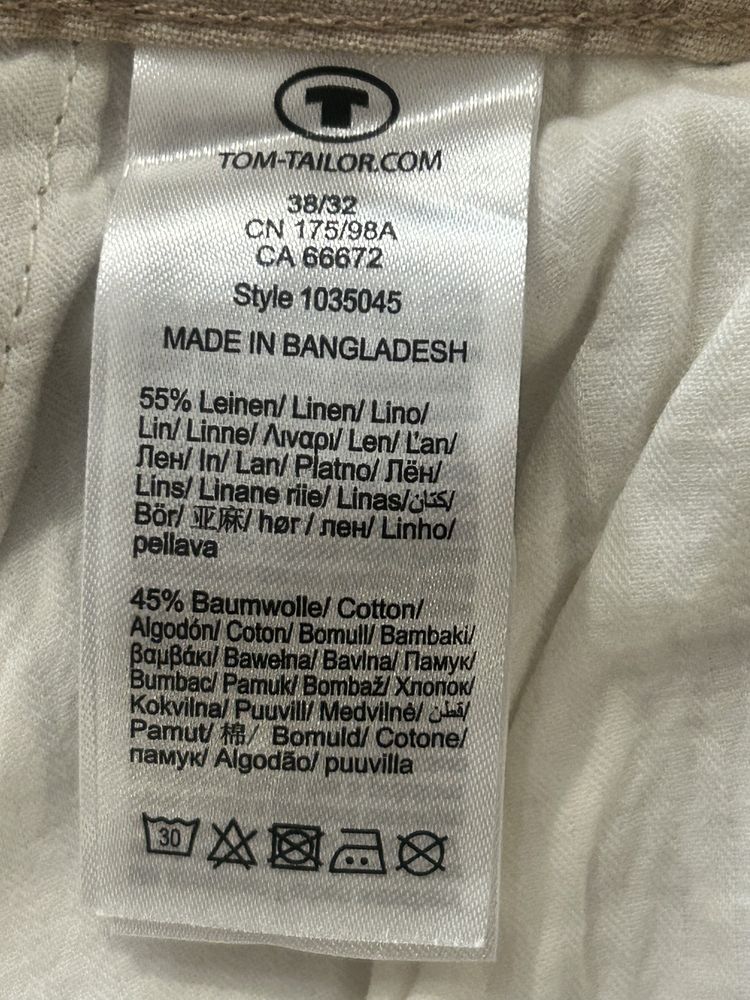 T
TOM-TAILOR.COM
38/32
CN 175/98A
CA 66672
Style 1035045
MADE IN BANGLADESH
55% Leinen/ Linen/ Lino/
Lin/ Linne/ Λιναρι/ Len/ Ľan/
Лен/ In/ Lan/ Platno/ Лён/
Lins/ Linane riie/ Linas/كتان/
Bör/ 亚麻/ hør / лен/ Linho/
pellava
45% Baumwolle/ Cotton/
Algodón/ Coton/ Bomull/ Bambaki/
βαμβάκι/ Bawełna/ Bavlna/ Памук/
Bumbac/ Pamuk/ Bombaž/ Хлопок/
Kokvilna/ Puuvill/ Medvilnė/ قطن/
Pamut/ 棉/ Bomuld/ Cotone/
памук/ Algodão/ puuvilla
30